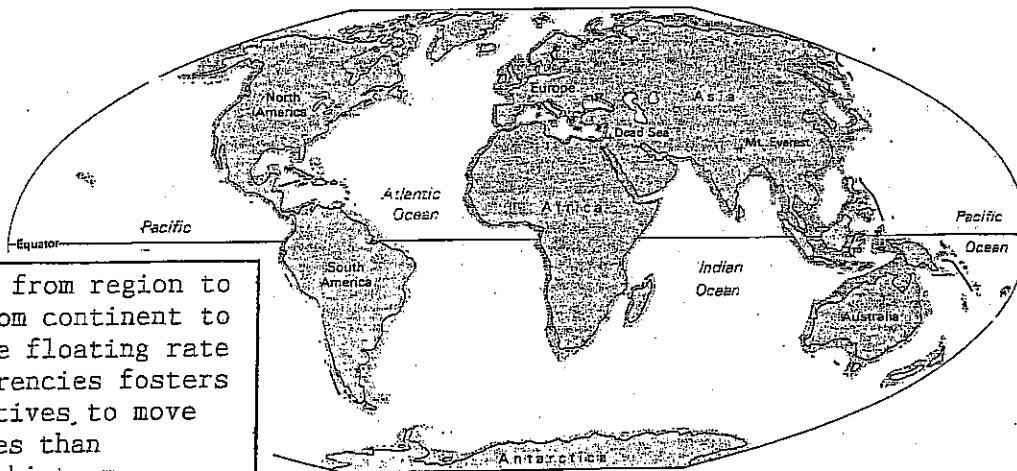 North
America
Europe
Asia
Dead Sea
Mt. Everest
Atlantic
Ocean
Africa
Pacific
Pacific
Equator
Ocean
South
America
Indian
Ocean
Australia
from region to
om continent to
e floating rate
rencies fosters
tives, to move
es than
Antarctica